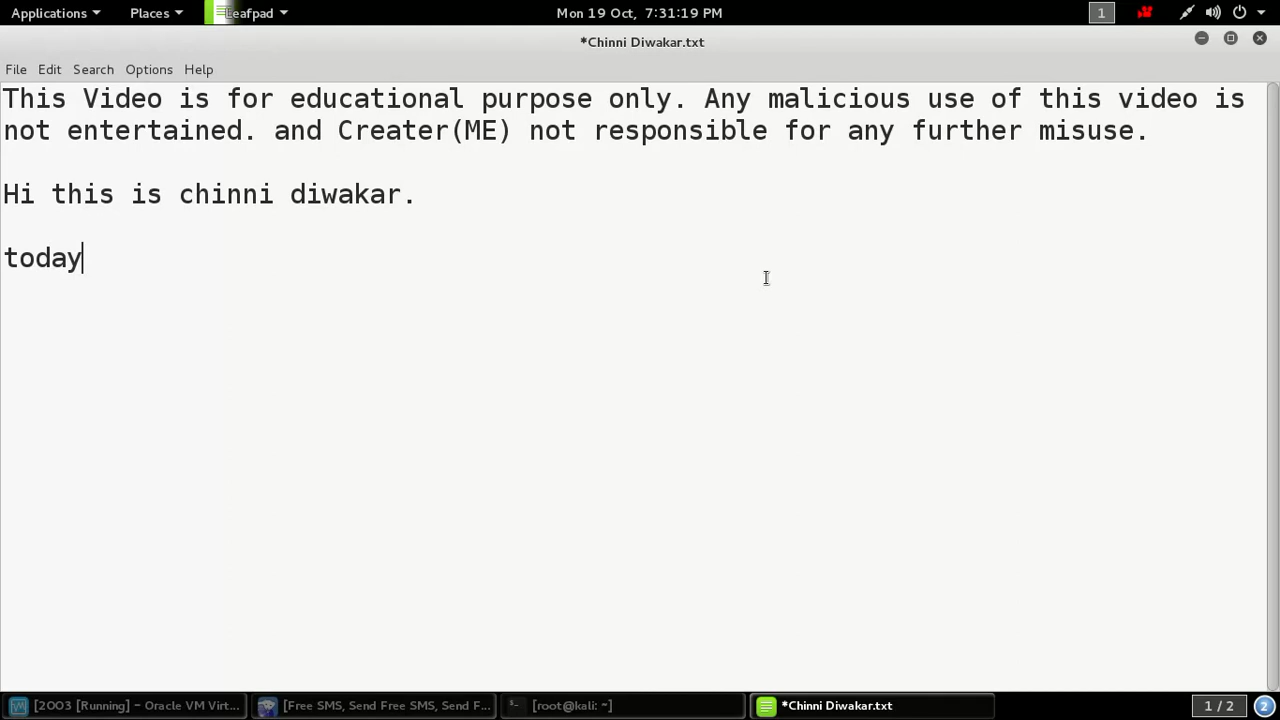 Applications Places Leafpad Mon 19 Oct, 7:31:19 PM 1
*Chinni Diwakar.txt
File Edit Search Options Help
This Video is for educational purpose only. Any malicious use of this video is
not entertained. and Creater(ME) not responsible for any further misuse.
Hi this is chinni diwakar.
today
[2003 [Running] - Oracle VM Virt... [Free SMS, Send Free SMS, Send F... [root@kali: ~] *Chinni Diwakar.txt 1 / 2 2